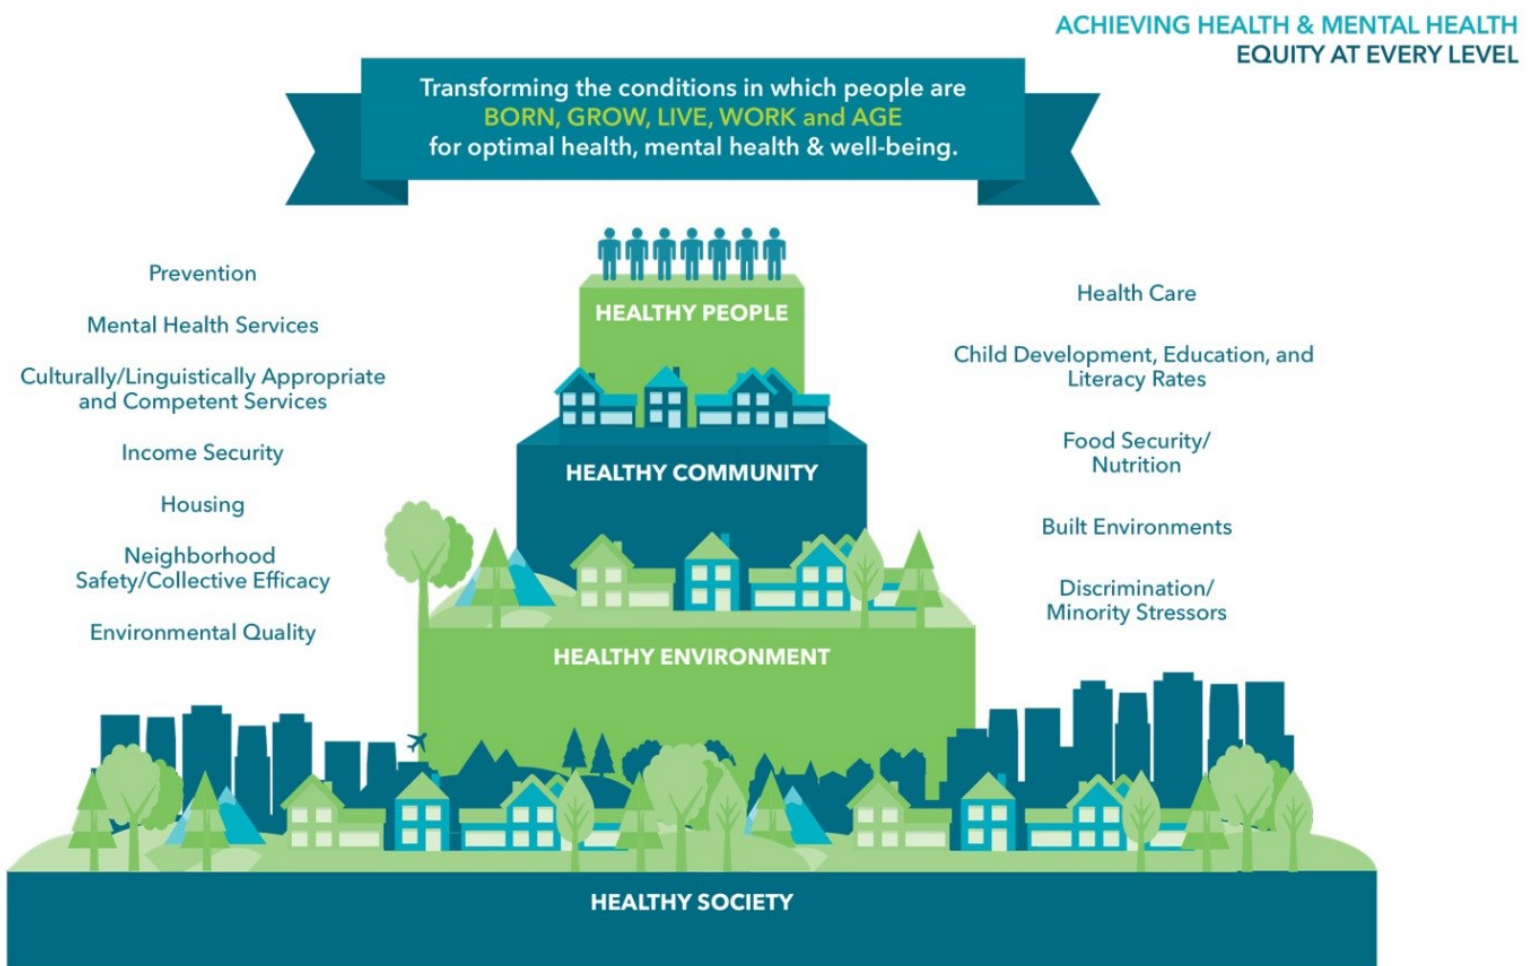 ACHIEVING HEALTH & MENTAL HEALTH
EQUITY AT EVERY LEVEL
Transforming the conditions in which people are
BORN, GROW, LIVE, WORK and AGE
for optimal health, mental health & well-being.
Prevention
Mental Health Services
Culturally/Linguistically Appropriate
and Competent Services
Income Security
Housing
Neighborhood
Safety/Collective Efficacy
Environmental Quality
HEALTHY PEOPLE
HEALTHY COMMUNITY
HEALTHY ENVIRONMENT
HEALTHY SOCIETY
Health Care
Child Development, Education, and
Literacy Rates
Food Security/
Nutrition
Built Environments
Discrimination/
Minority Stressors